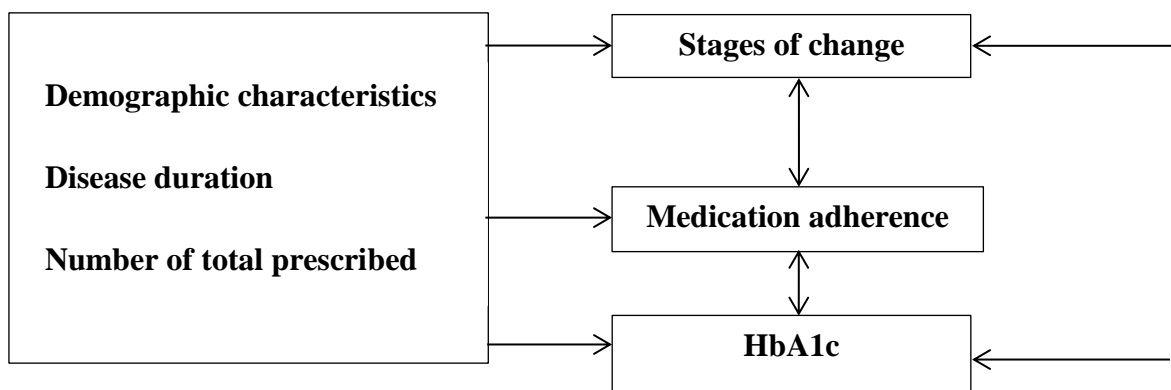 Demographic characteristics
Disease duration
Number of total prescribed
Stages of change
Medication adherence
HbA1c